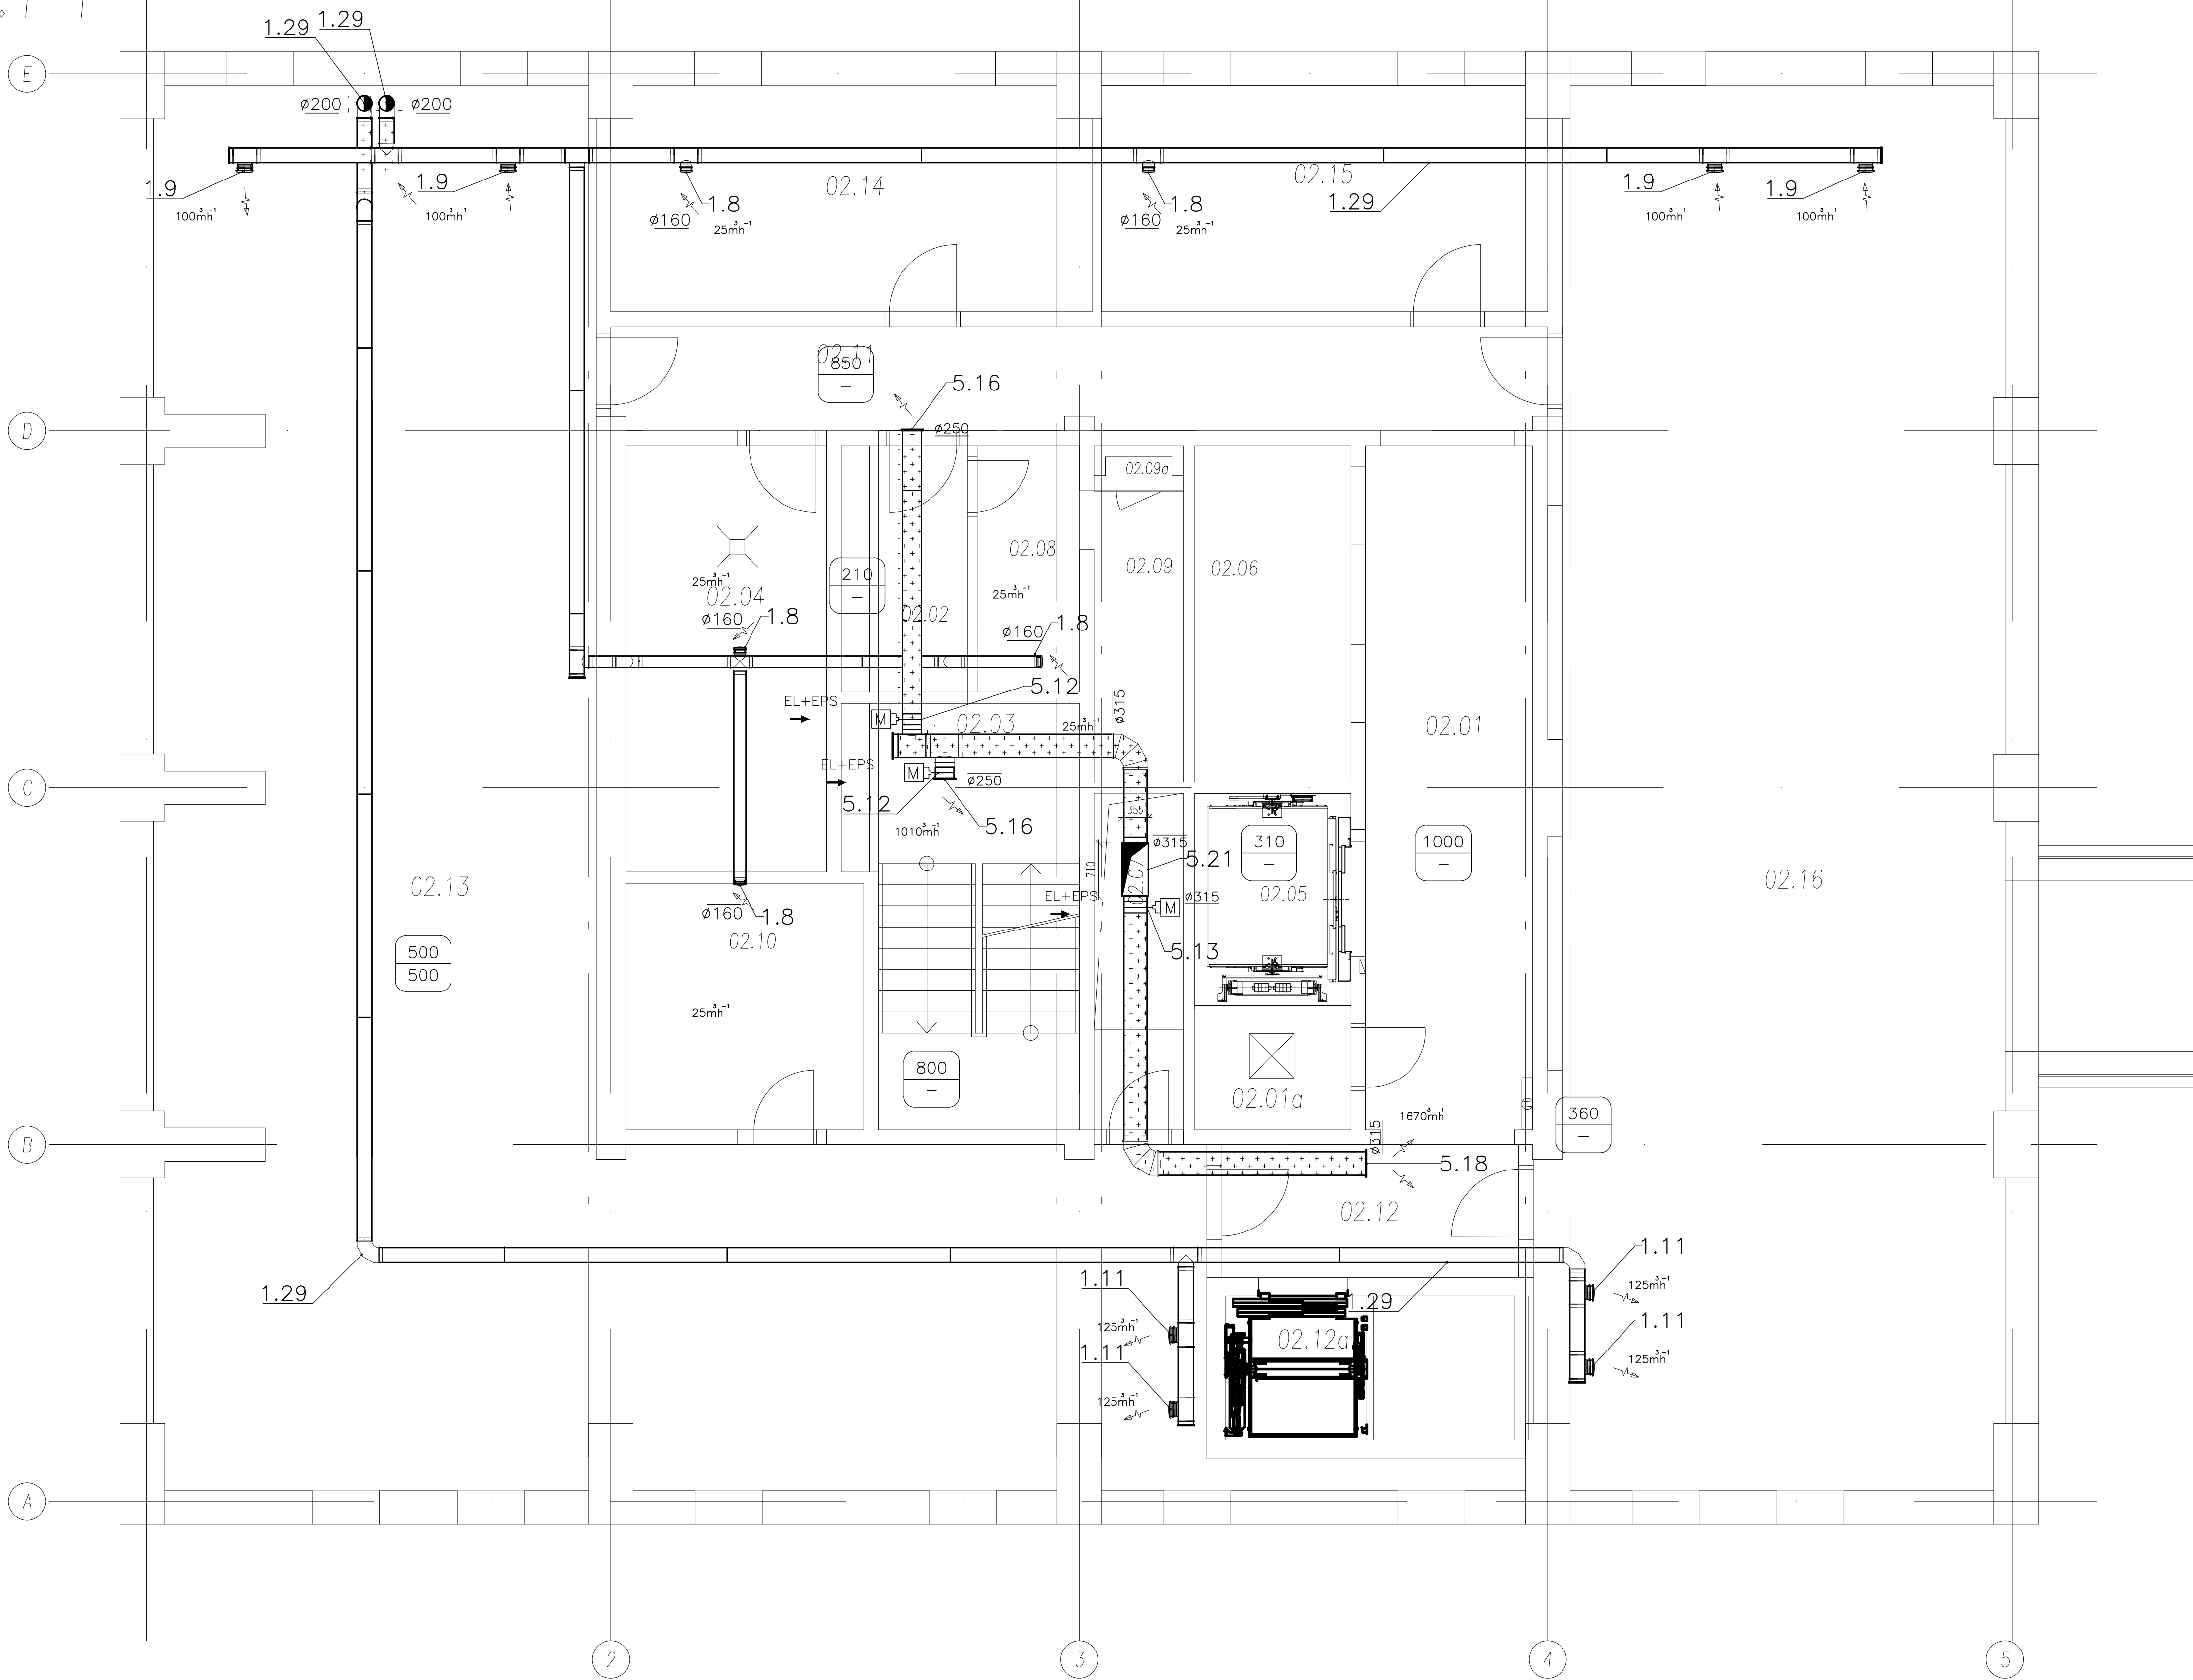 1.29
1.29
E
ø200
ø200
1.9
100m³h⁻¹
1.9
100m³h⁻¹
1.8
ø160
25m³h⁻¹
02.14
1.8
ø160
25m³h⁻¹
02.15
1.29
1.9
100m³h⁻¹
1.9
100m³h⁻¹
02.11
850
–
5.16
D
ø250
02.09a
02.08
210
–
25m³h⁻¹
02.04
02.02
25m³h⁻¹
02.09
02.06
ø160
1.8
ø160
1.8
EL+EPS
M
5.12
02.03
25m³h⁻¹
ø315
02.01
EL+EPS
M
ø250
C
5.12
1010m³h⁻¹
5.16
355
ø315
710
5.21
310
–
1000
–
02.13
02.07
02.05
02.16
EL+EPS
ø315
M
ø160
1.8
02.10
5.13
500
500
25m³h⁻¹
800
–
02.01a
360
–
1670m³h⁻¹
B
ø315
5.18
02.12
1.29
1.11
1.29
1.11
125m³h⁻¹
125m³h⁻¹
1.11
02.12a
1.11
125m³h⁻¹
125m³h⁻¹
A
2
3
4
5